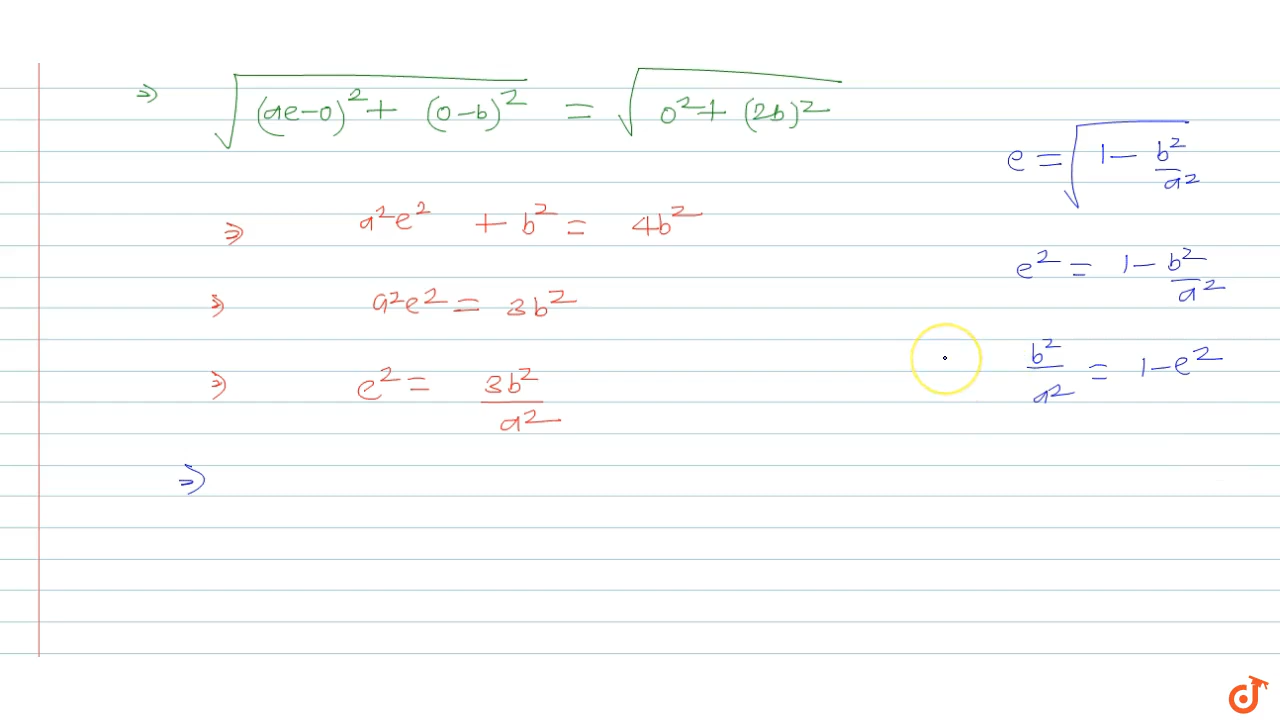 ⇒ √((ae-0)² + (0-b)²) = √(0² + (2b)²)
⇒ a²e² + b² = 4b²
⇒ a²e² = 3b²
⇒ e² = 3b²/a²
⇒
e = √(1 - b²/a²)
e² = 1 - b²/a²
b²/a² = 1 - e²